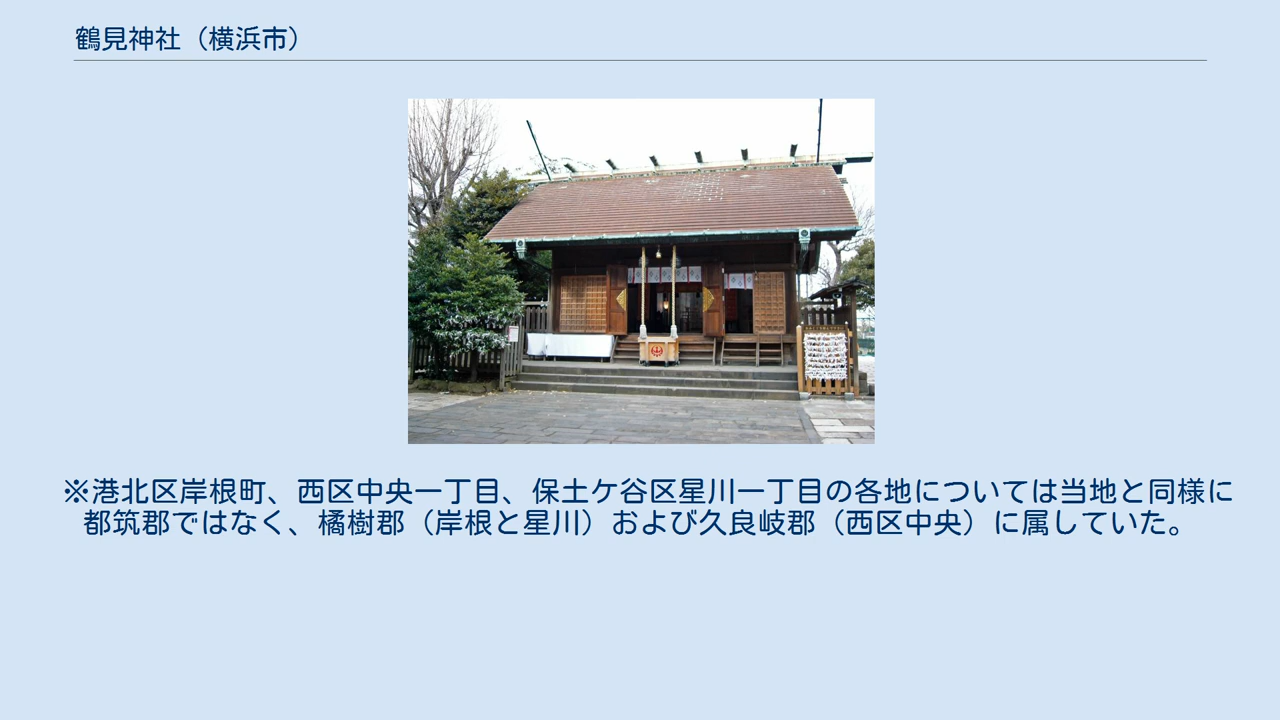 鶴見神社（横浜市）
※港北区岸根町、西区中央一丁目、保土ケ谷区星川一丁目の各地については当地と同様に
都筑郡ではなく、橘樹郡（岸根と星川）および久良岐郡（西区中央）に属していた。